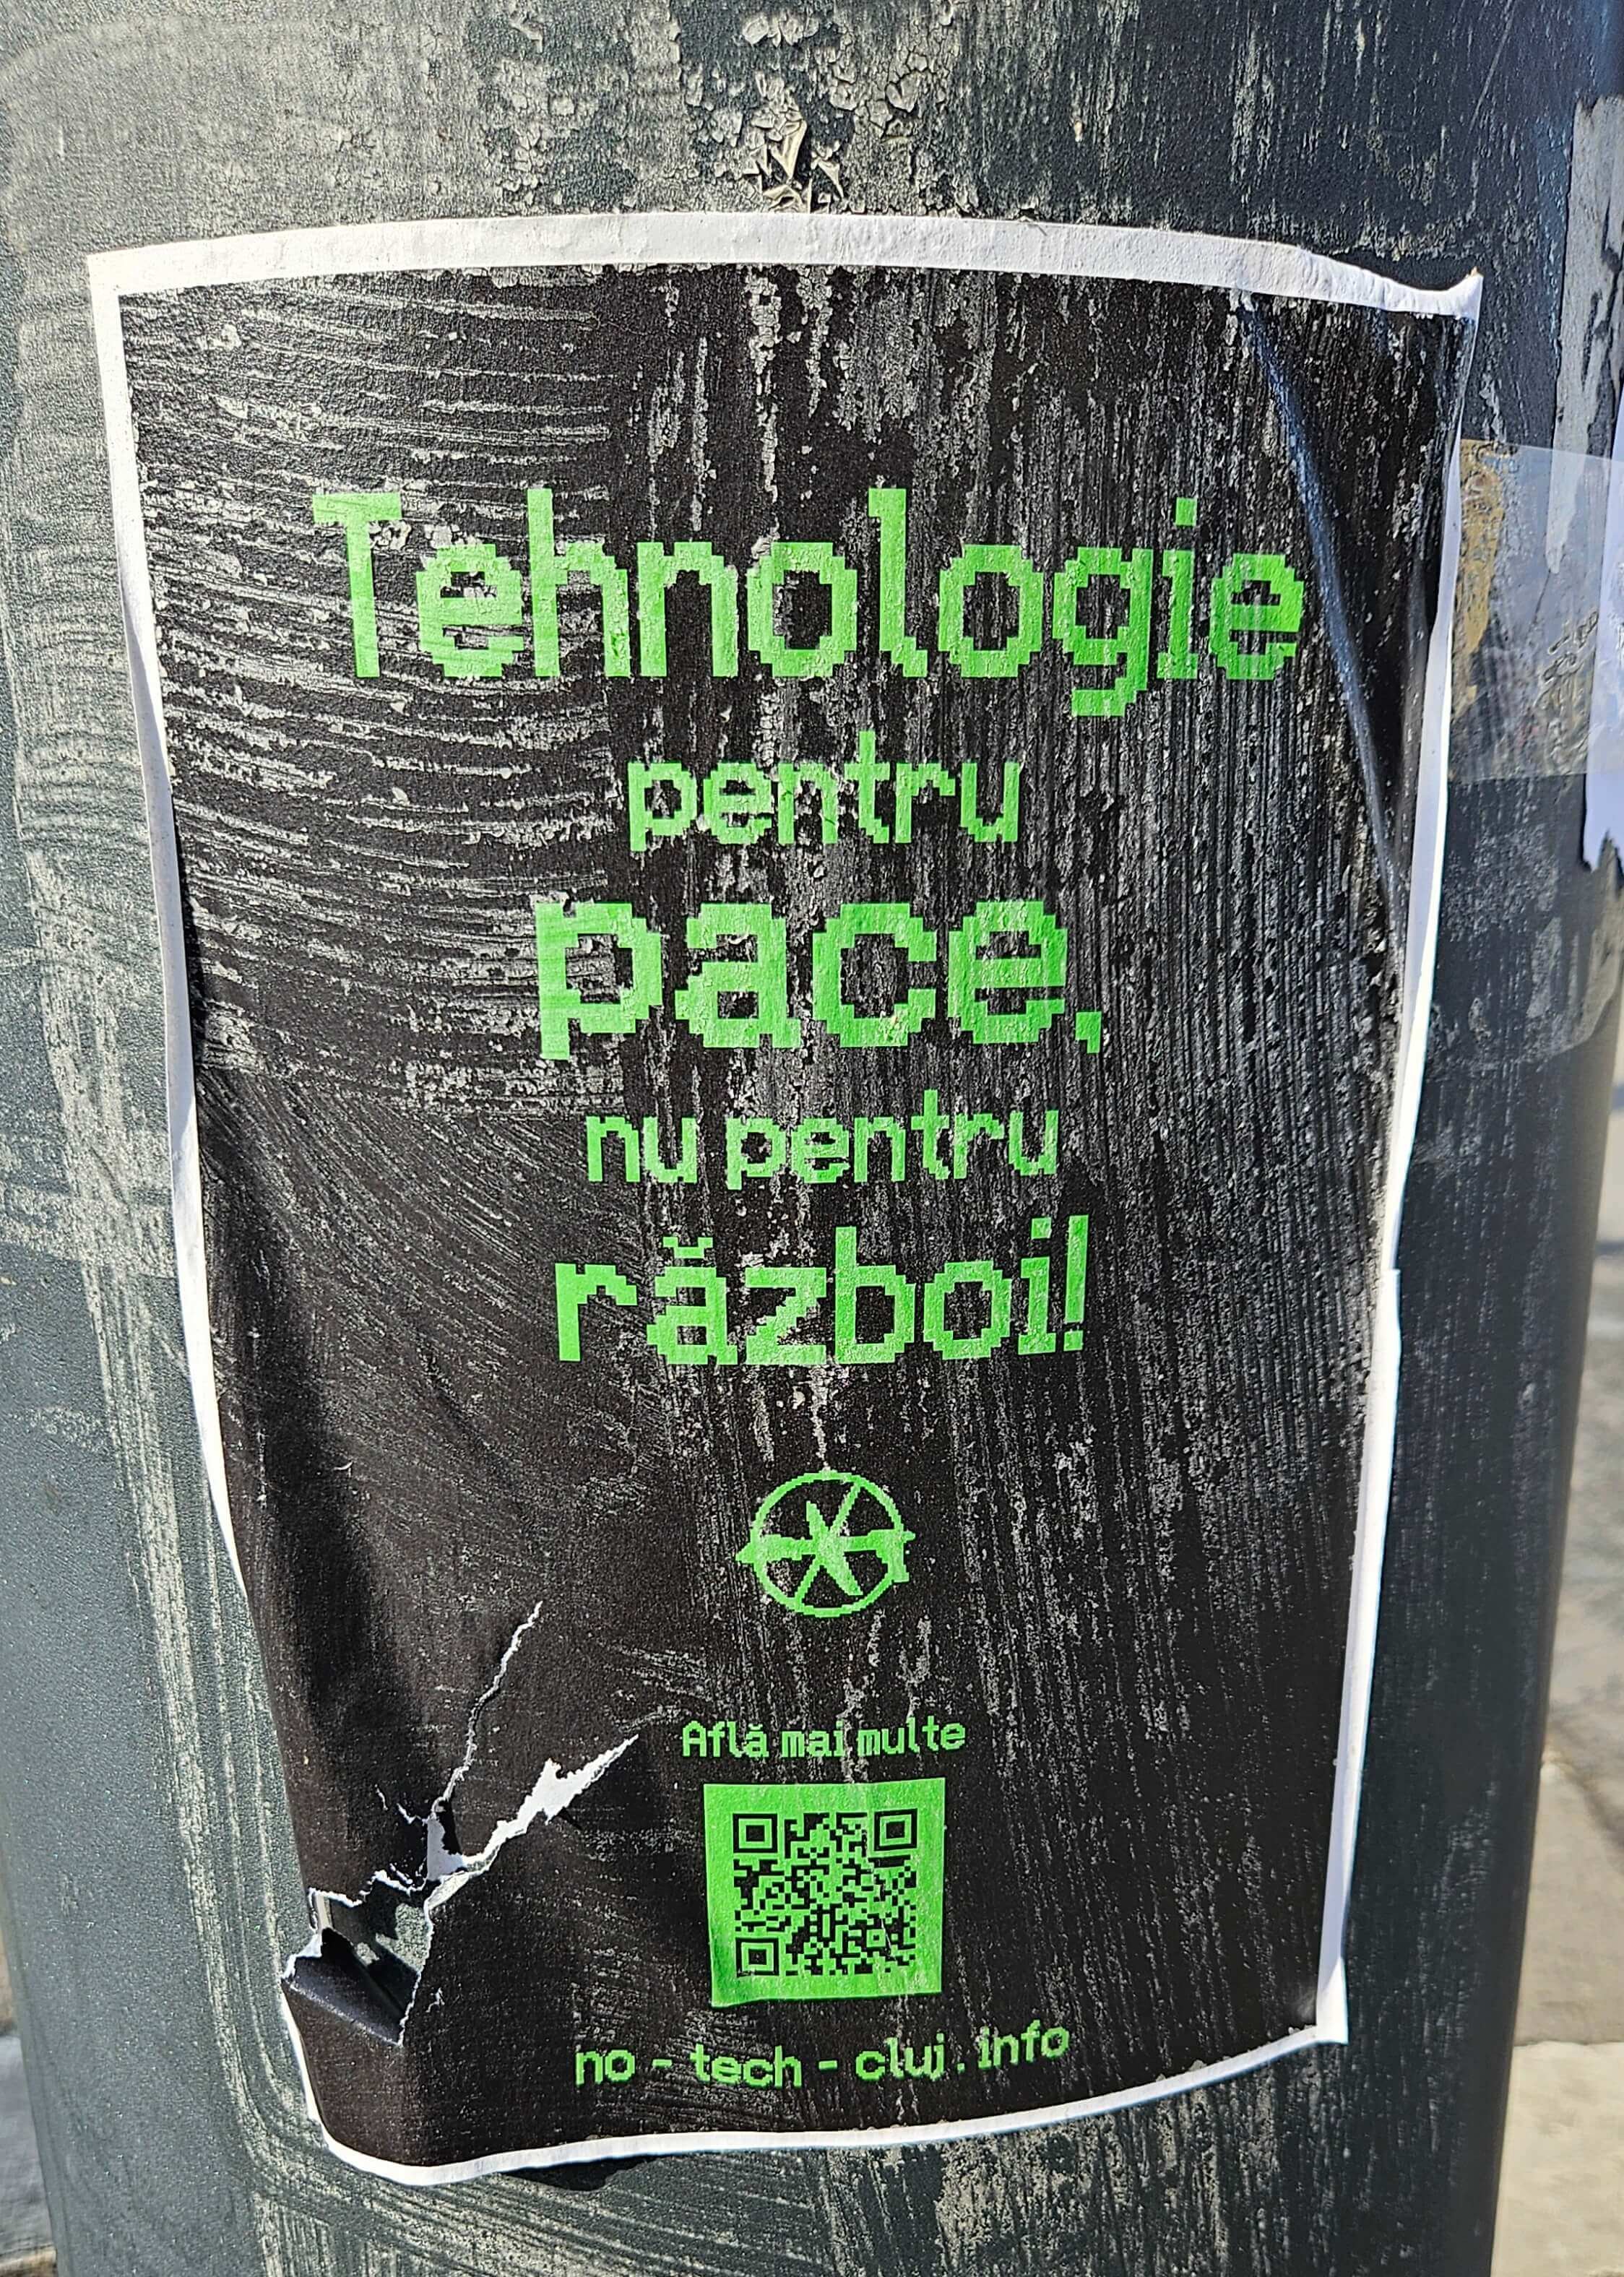 Tehnologie
pentru
pace,
nu pentru
război!
Află mai multe
no - tech - cluj . info